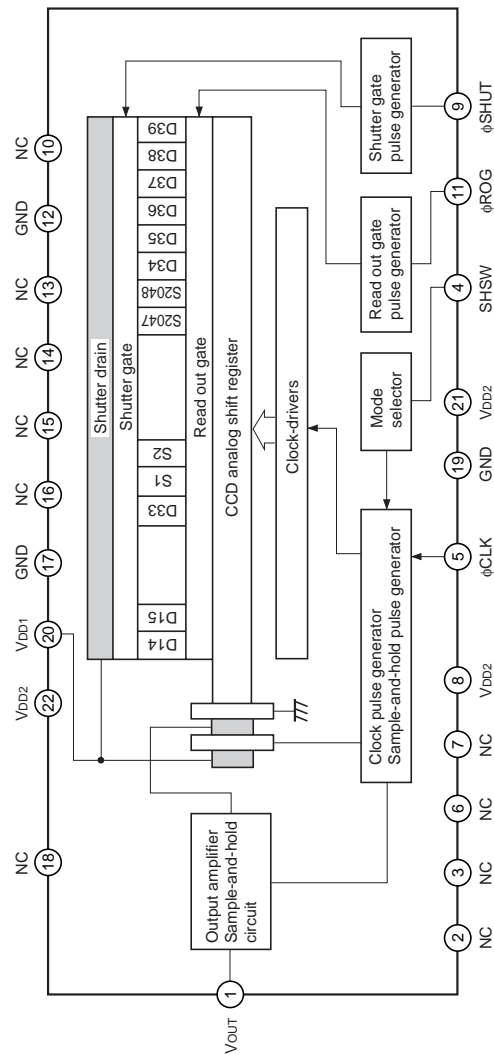 NC
18
VDD2
22
VDD1
20
GND
17
NC
16
NC
15
NC
14
NC
13
GND
12
NC
10
Shutter drain
Shutter gate
D14
D15
D33
S1
S2
S2047
S2048
D34
D35
D36
D37
D38
D39
Read out gate
CCD analog shift register
Clock-drivers
Output amplifier
Sample-and-hold
circuit
VOUT
1
Clock pulse generator
Sample-and-hold pulse generator
Mode
selector
Read out gate
pulse generator
Shutter gate
pulse generator
2
NC
3
NC
6
NC
7
NC
8
VDD2
5
φCLK
19
GND
21
VDD2
4
SHSW
11
φROG
9
φSHUT